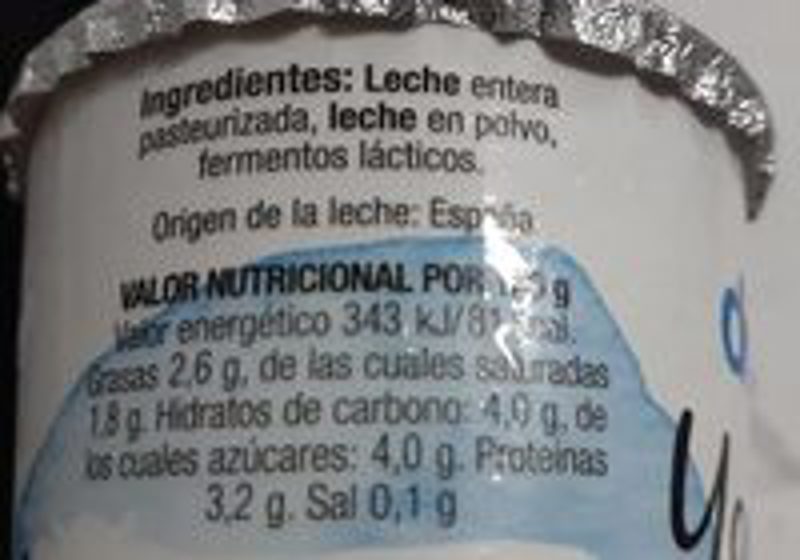 Ingredientes: Leche entera
pasteurizada, leche en polvo,
fermentos lácticos.
Origen de la leche: España
VALOR NUTRICIONAL POR g
Valor energético 343 kJ/81
Grasas 2,6 g, de las cuales saturadas
1,8 g. Hidratos de carbono: 4,0 g, de
los cuales azúcares: 4,0 g. Proteínas
3,2 g. Sal 0,1 g